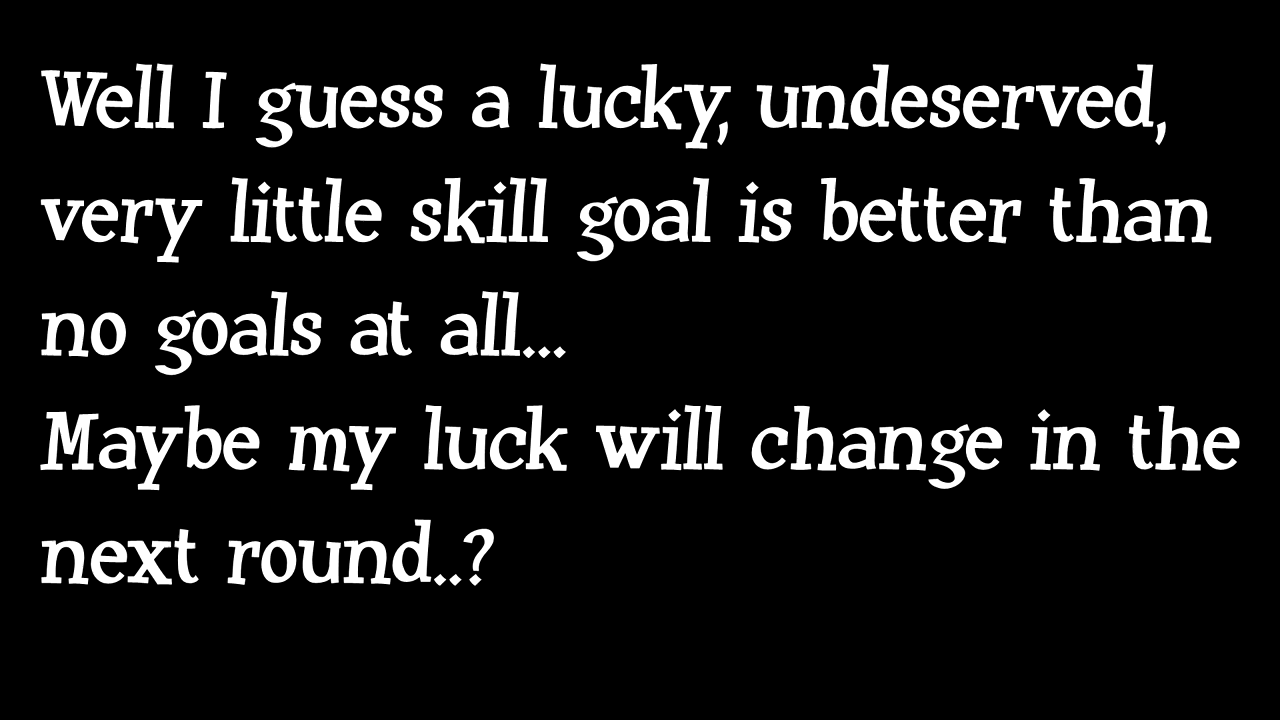 Well I guess a lucky, undeserved,
very little skill goal is better than
no goals at all...
Maybe my luck will change in the
next round..?